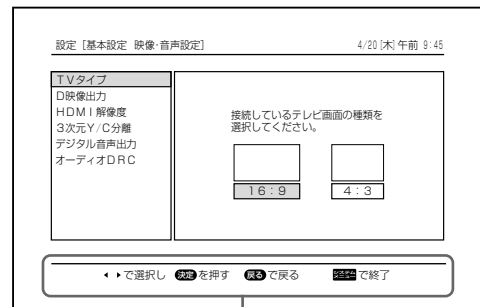 設定 [基本設定 映像･音声設定]
4/20[木]午前 9:45
TVタイプ
D映像出力
HDMI解像度
3次元Y/C分離
デジタル音声出力
オーディオDRC
接続しているテレビ画面の種類を
選択してください。
16：9
4：3
で選択し 決定 を押す 戻る で戻る システムメニュー で終了